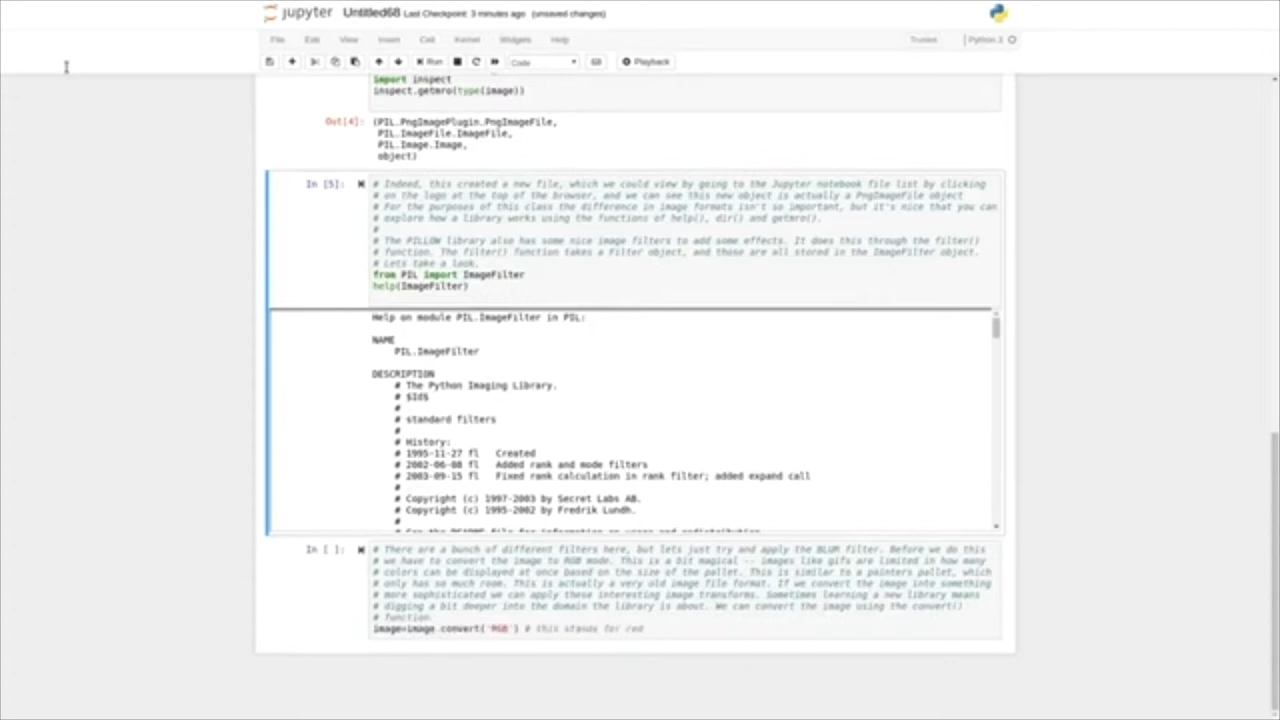 jupyter Untitled68 Last Checkpoint: 3 minutes ago (unsaved changes)
File Edit View Insert Cell Kernel Widgets Help Trusted Python 3
Run Code Playback
import inspect
inspect.getmro(type(image))
Out[4]: (PIL.PngImagePlugin.PngImageFile,
PIL.ImageFile.ImageFile,
PIL.Image.Image,
object)
In [5]: # Indeed, this created a new file, which we could view by going to the Jupyter notebook file list by clicking
# on the logo at the top of the browser, and we can see this new object is actually a PngImageFile object
# For the purposes of this class the difference in image formats isn't so important, but it's nice that you can
# explore how a library works using the functions of help(), dir() and getmro().
#
# The PILLOW library also has some nice image filters to add some effects. It does this through the filter()
# function. The filter() function takes a Filter object, and those are all stored in the ImageFilter object.
# Lets take a look.
from PIL import ImageFilter
help(ImageFilter)
Help on module PIL.ImageFilter in PIL:
NAME
PIL.ImageFilter
DESCRIPTION
# The Python Imaging Library.
# $Id$
#
# standard filters
#
# History:
# 1995-11-27 fl Created
# 2002-06-08 fl Added rank and mode filters
# 2003-09-15 fl Fixed rank calculation in rank filter; added expand call
#
# Copyright (c) 1997-2003 by Secret Labs AB.
# Copyright (c) 1995-2002 by Fredrik Lundh.
#
# See the README file for information on usage and redistribution.
In [ ]: # There are a bunch of different filters here, but lets just try and apply the BLUR filter. Before we do this
# we have to convert the image to RGB mode. This is a bit magical -- images like gifs are limited in how many
# colors can be displayed at once based on the size of the pallet. This is similar to a painters pallet, which
# only has so much room. This is actually a very old image file format. If we convert the image into something
# more sophisticated we can apply these interesting image transforms. Sometimes learning a new library means
# digging a bit deeper into the domain the library is about. We can convert the image using the convert()
# function.
image=image.convert('RGB') # this stands for red